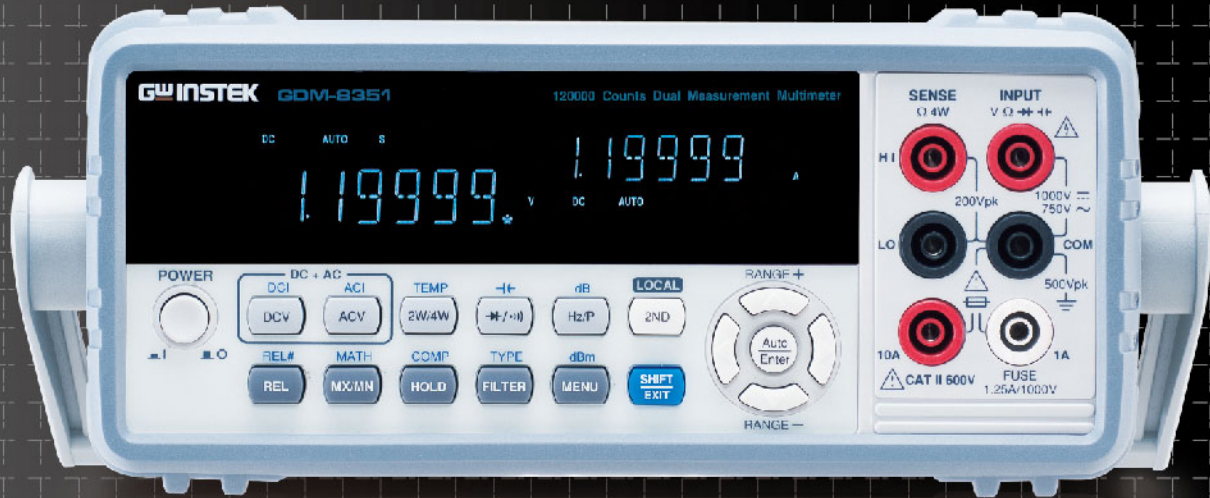 GWINSTEK GDM-8351
120000 Counts Dual Measurement Multimeter
DC AUTO S
1.19999 V
1.19999 A
DC AUTO
POWER
I O
DC + AC
DCI ACI TEMP dB LOCAL
DCV ACV 2W/4W Hz/P 2ND
REL# MATH COMP TYPE dBm
REL MX/MN HOLD FILTER MENU SHIFT
EXIT
RANGE +
Auto
Enter
RANGE −
SENSE INPUT
Ω 4W V Ω
HI
200Vpk
1000V
750V ~
LO COM
500Vpk
10A 1A
CAT II 600V
FUSE
1.25A/1000V